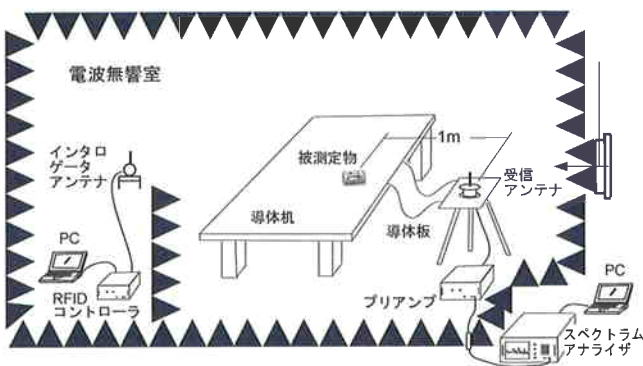 電波無響室
インタロ
ゲータ
アンテナ
被測定物
1m
受信
アンテナ
導体机
導体板
PC
RFID
コントローラ
プリアンプ
PC
スペクトラム
アナライザ